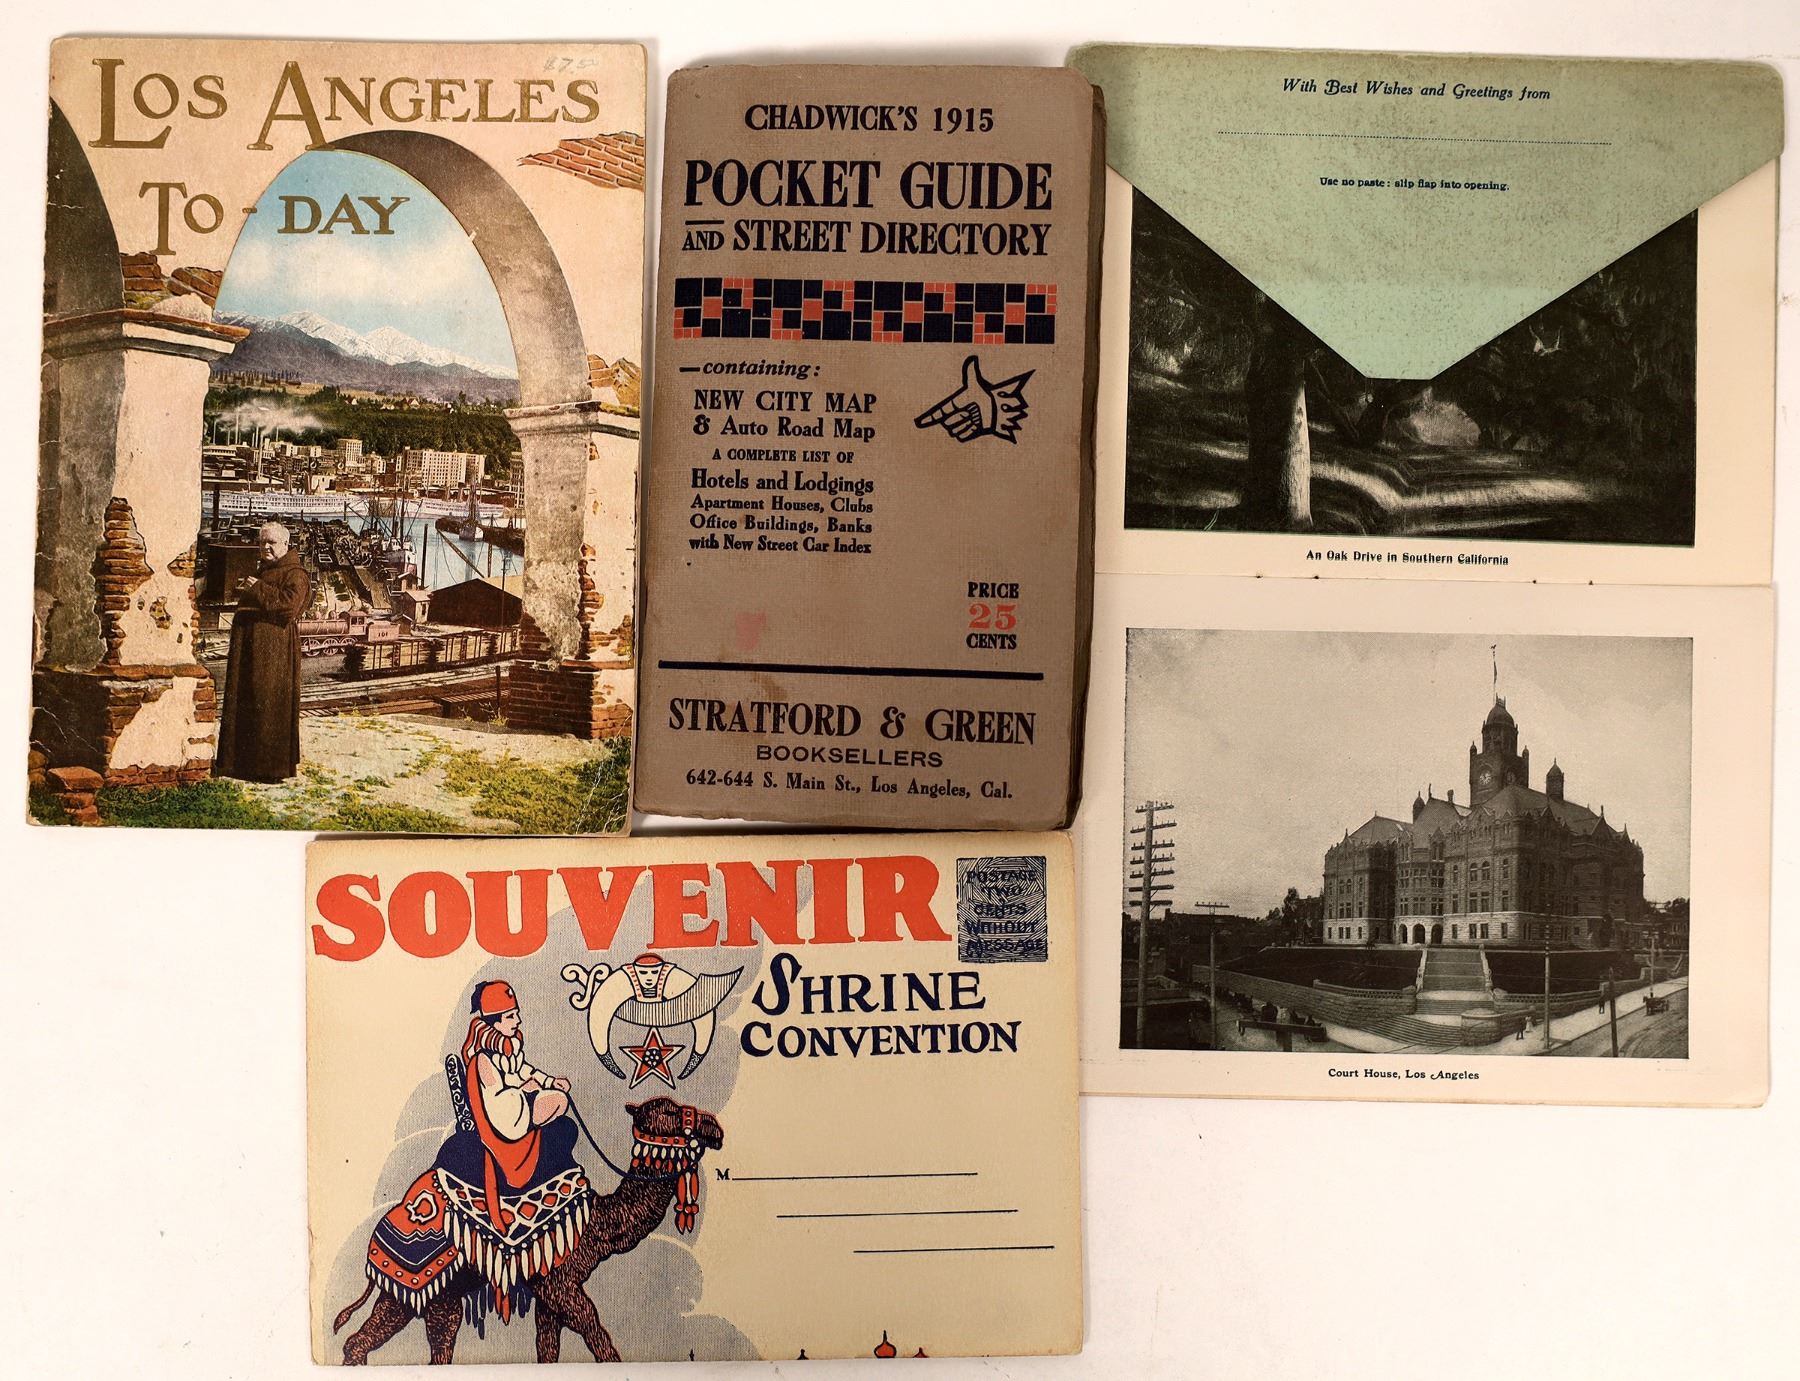 LOS ANGELES
TO-DAY
$7.50
CHADWICK'S 1915
POCKET GUIDE
AND STREET DIRECTORY
—containing:
NEW CITY MAP
& Auto Road Map
A COMPLETE LIST OF
Hotels and Lodgings
Apartment Houses, Clubs
Office Buildings, Banks
with New Street Car Index
PRICE
25
CENTS
STRATFORD & GREEN
BOOKSELLERS
642-644 S. Main St., Los Angeles, Cal.
With Best Wishes and Greetings from
Use no paste: slip flap into opening.
An Oak Drive in Southern California
Court House, Los Angeles
SOUVENIR
POSTAGE
TWO
CENTS
WITHOUT
MESSAGE
SHRINE
CONVENTION
M
101